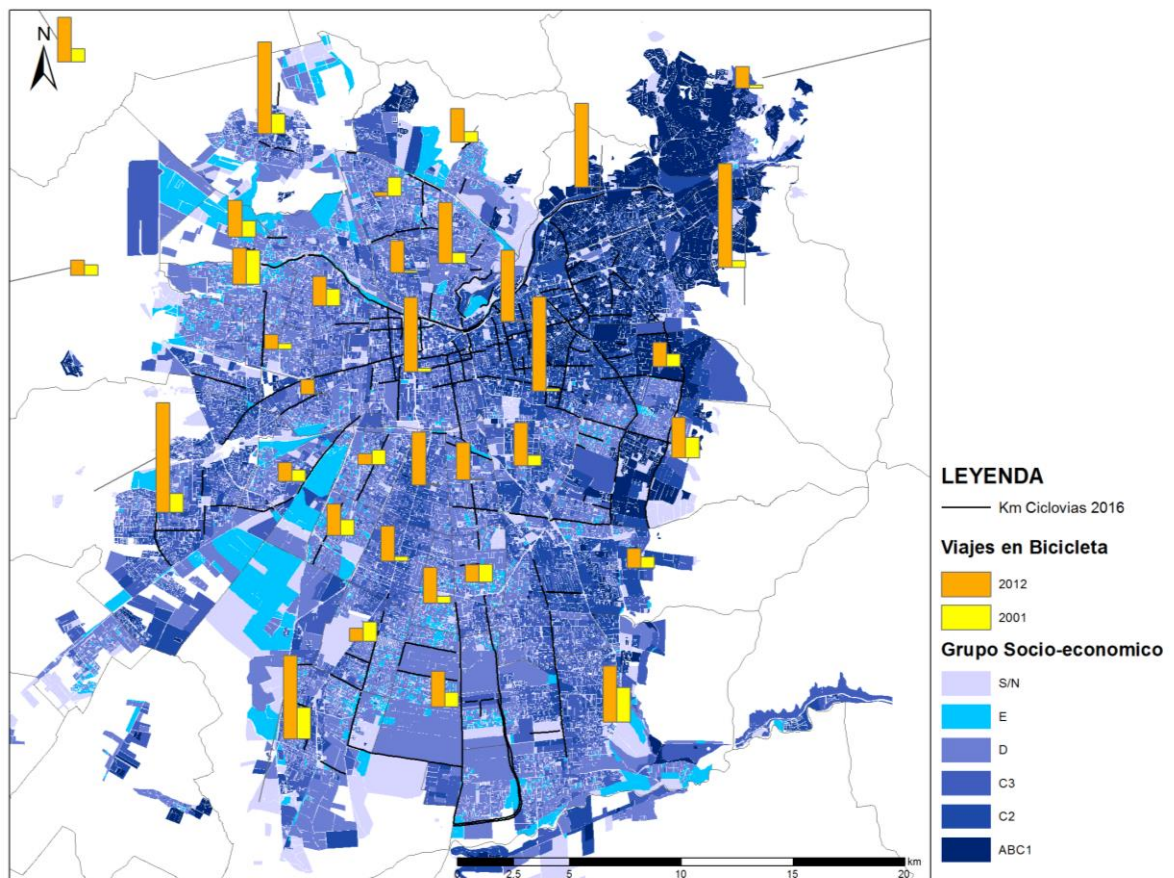 N
LEYENDA
Km Ciclovias 2016
Viajes en Bicicleta
2012
2001
Grupo Socio-economico
S/N
E
D
C3
C2
ABC1
km
0 2.5 5 10 15 20